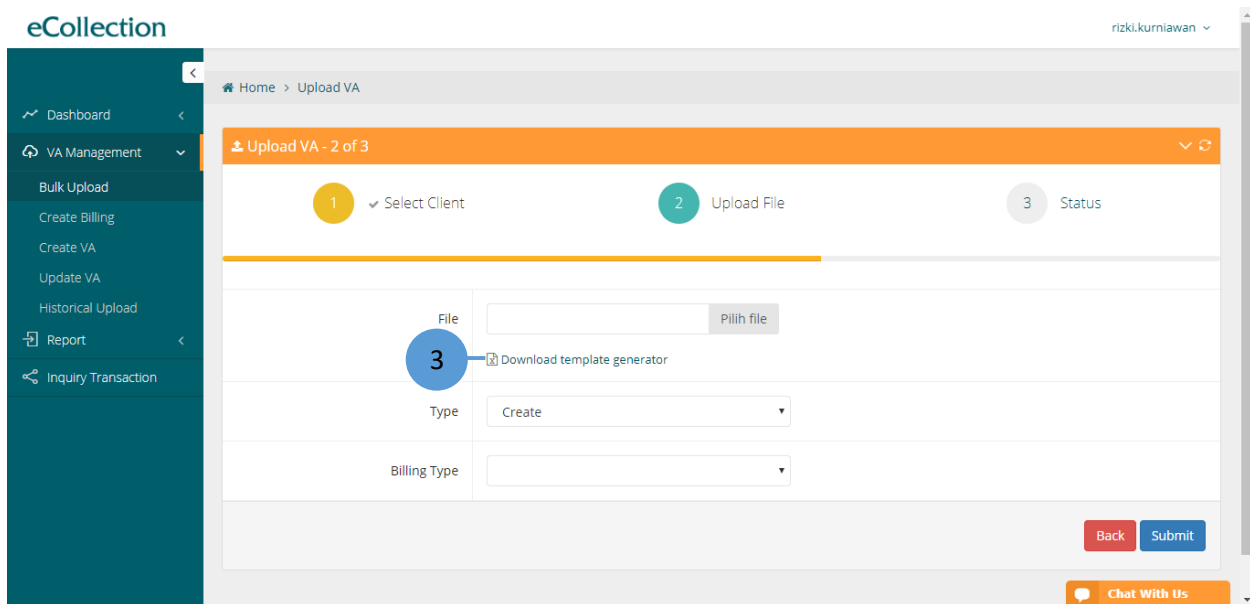 eCollection
rizki.kurniawan
Home > Upload VA
Dashboard
VA Management
Bulk Upload
Create Billing
Create VA
Update VA
Historical Upload
Report
Inquiry Transaction
Upload VA - 2 of 3
1 Select Client
2 Upload File
3 Status
File
Pilih file
3
Download template generator
Type
Create
Billing Type
Back
Submit
Chat With Us